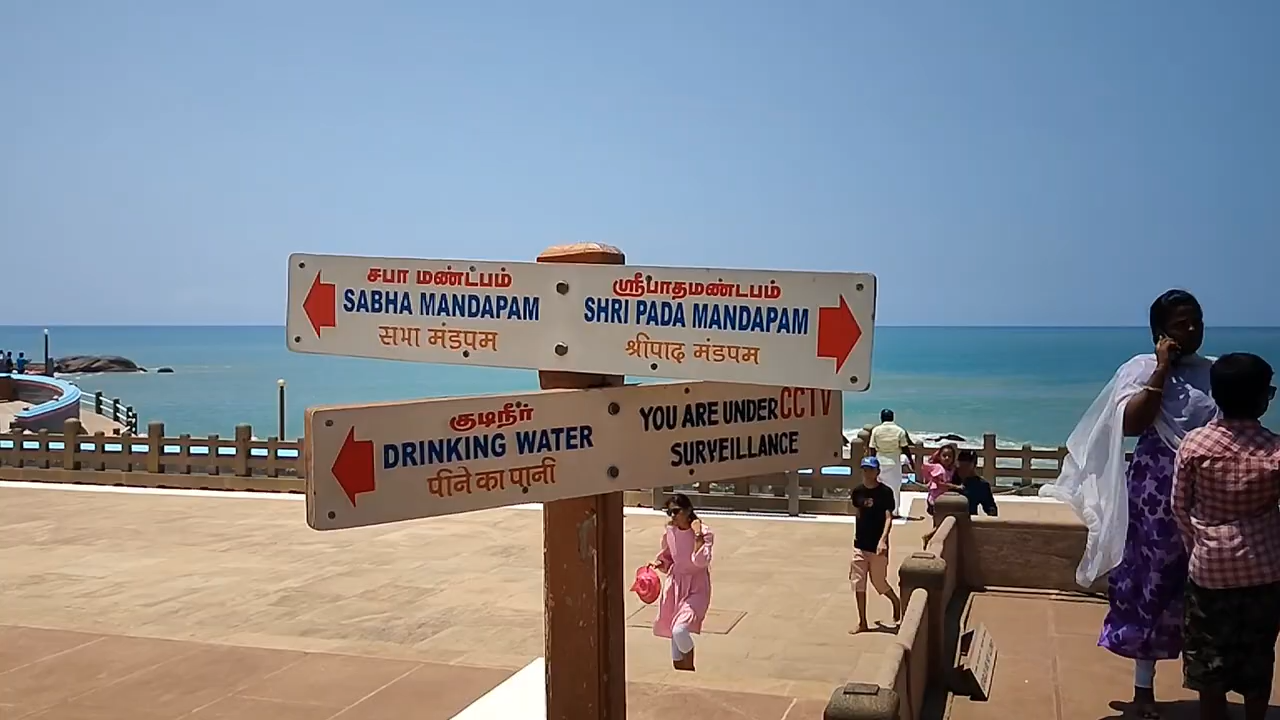 சபா மண்டபம்
SABHA MANDAPAM
सभा मंडपम
ஸ்ரீபாதமண்டபம்
SHRI PADA MANDAPAM
श्रीपाद मंडपम
குடிநீர்
DRINKING WATER
पीने का पानी
YOU ARE UNDER CCTV
SURVEILLANCE